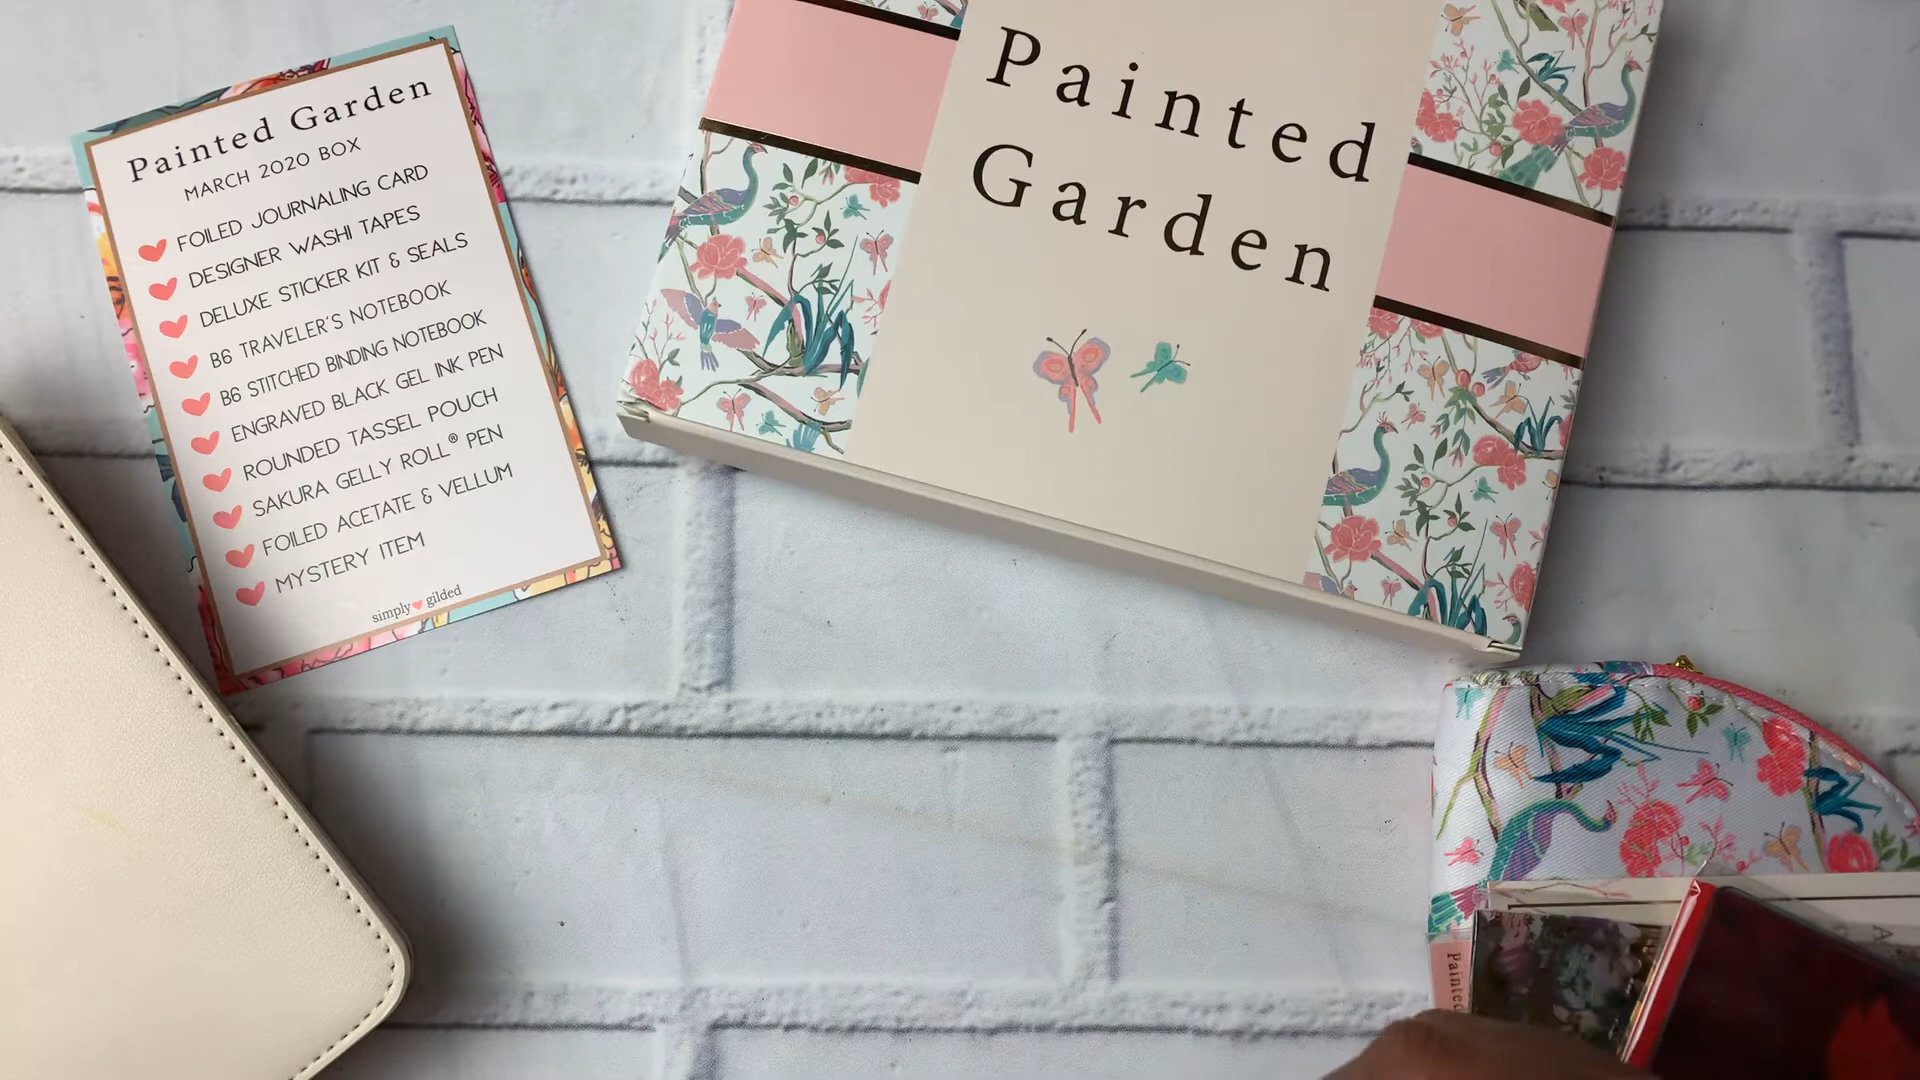 Painted Garden
MARCH 2020 BOX
FOILED JOURNALING CARD
DESIGNER WASHI TAPES
DELUXE STICKER KIT & SEALS
B6 TRAVELER'S NOTEBOOK
B6 STITCHED BINDING NOTEBOOK
ENGRAVED BLACK GEL INK PEN
ROUNDED TASSEL POUCH
SAKURA GELLY ROLL® PEN
FOILED ACETATE & VELLUM
MYSTERY ITEM
simply gilded
Painted
Garden
Painted